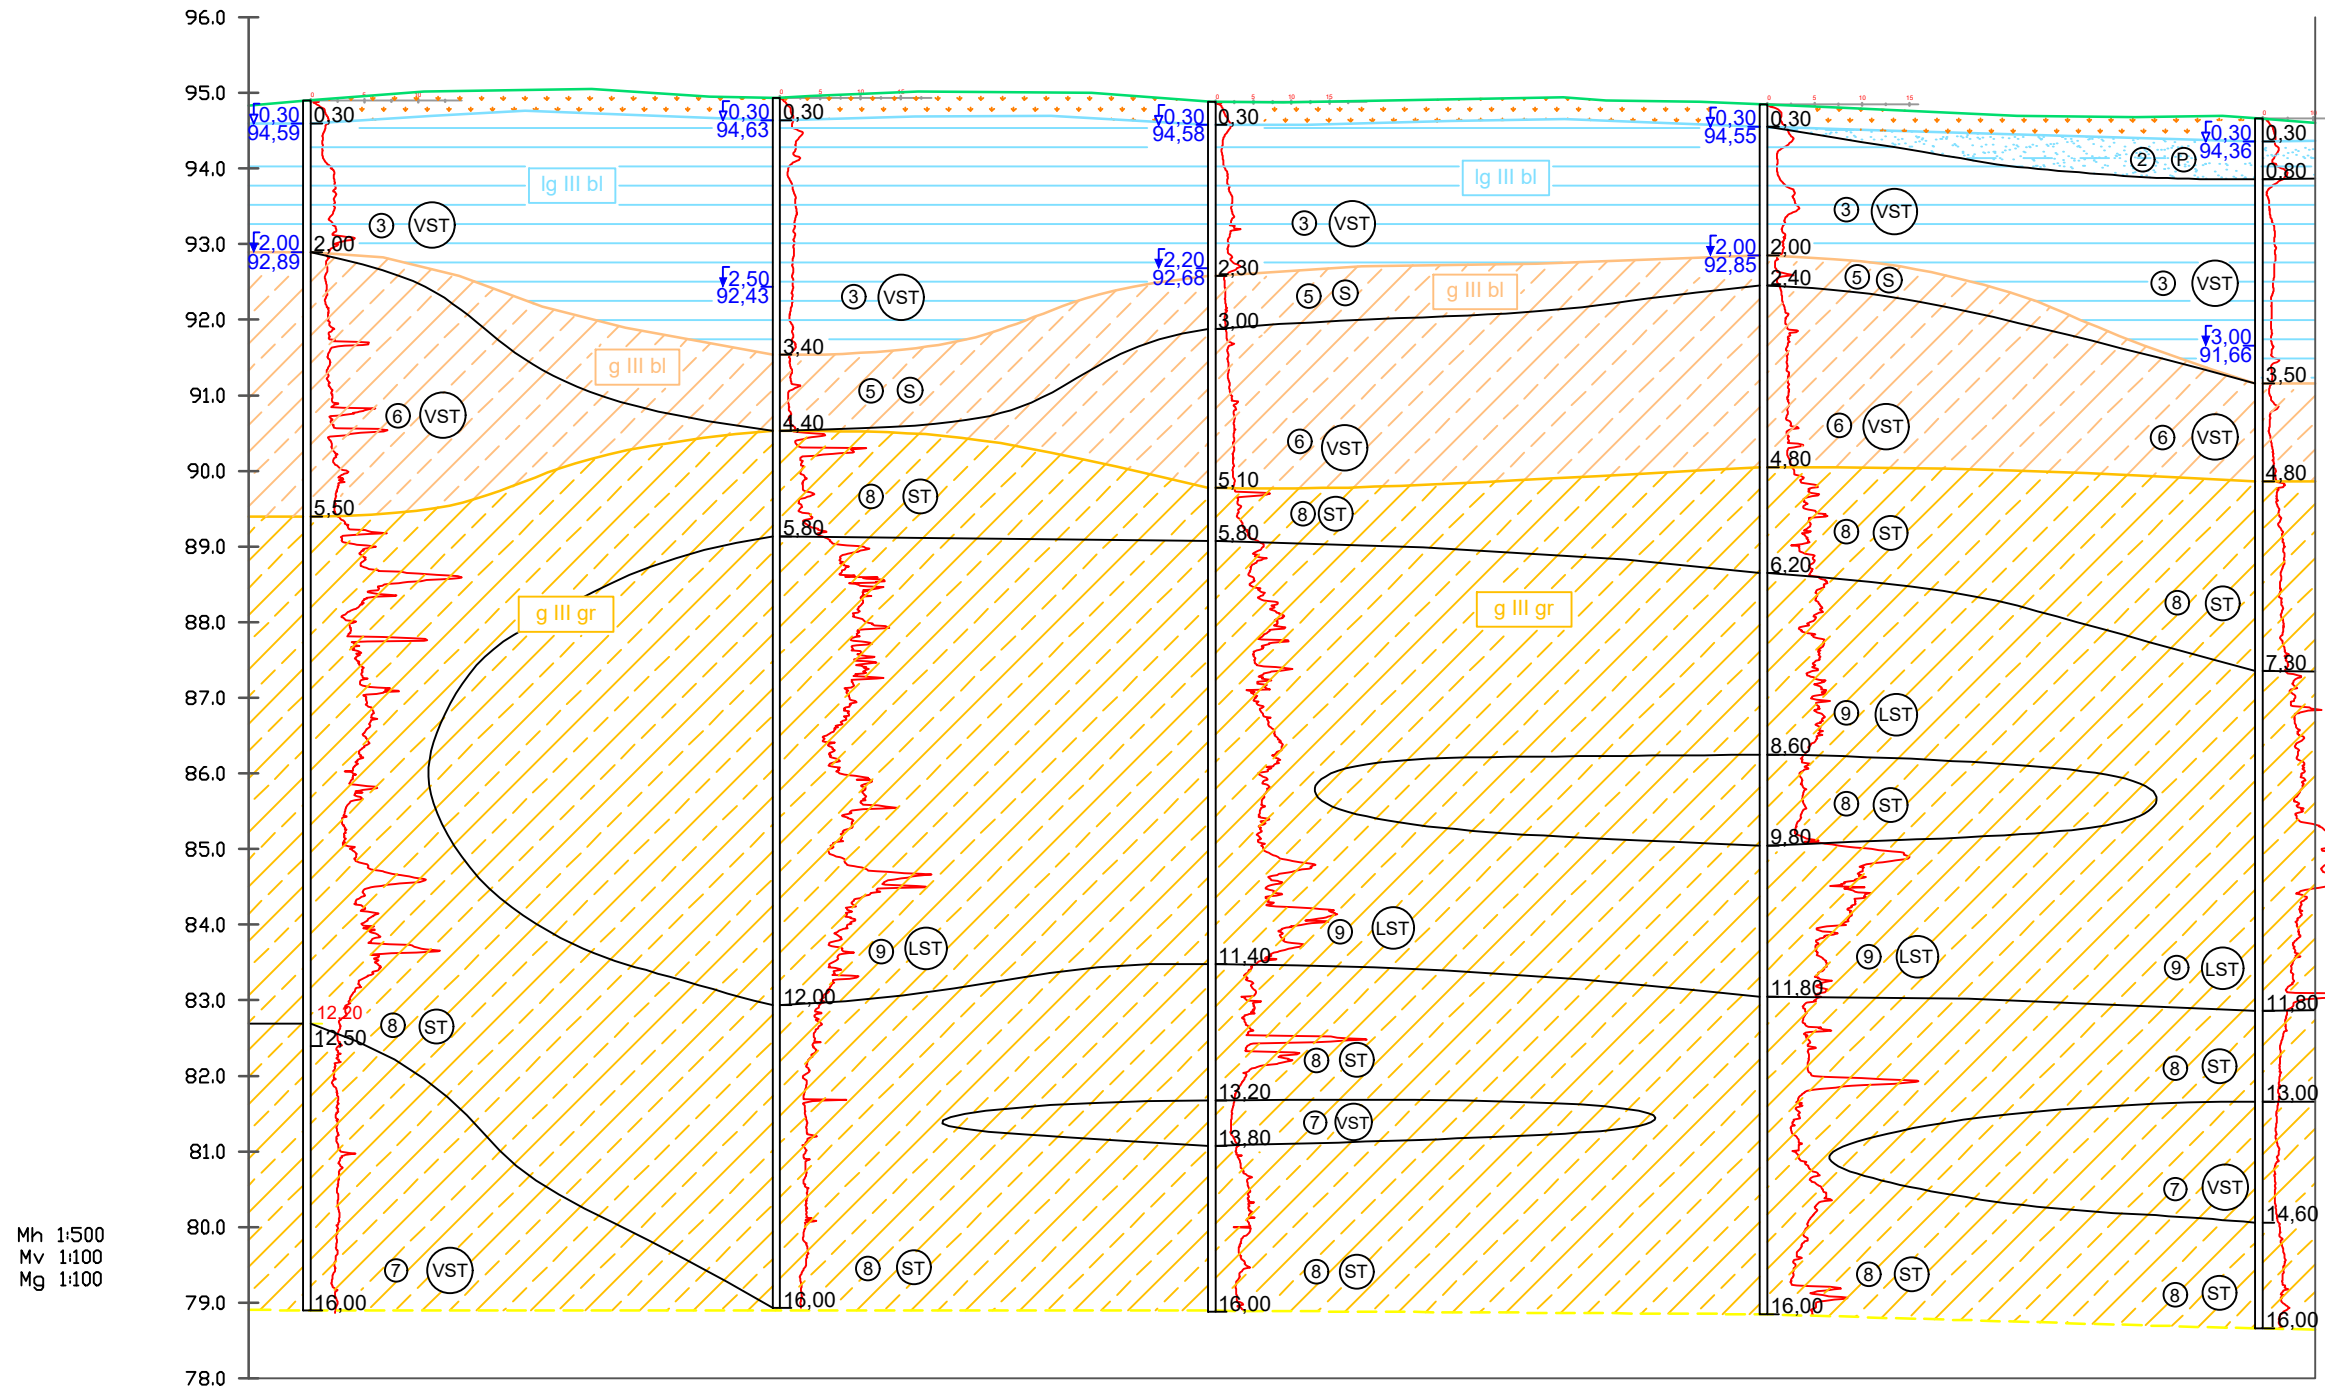 96.0
95.0
94.0
93.0
92.0
91.0
90.0
89.0
88.0
87.0
86.0
85.0
84.0
83.0
82.0
81.0
80.0
79.0
78.0
Mh 1:500
Mv 1:100
Mg 1:100
0,30
94,59
2,00
92,89
0,30
2,00
5,50
12,20
12,50
16,00
3 VST
6 VST
8 ST
7 VST
lg III bl
g III bl
g III gr
0,30
94,63
2,50
92,43
0,30
3,40
4,40
5,80
12,00
16,00
3 VST
5 S
8 ST
9 LST
8 ST
0,30
94,58
2,20
92,68
0,30
2,30
3,00
5,10
5,80
11,40
13,20
13,80
16,00
3 VST
5 S
6 VST
8 ST
9 LST
8 ST
7 VST
8 ST
lg III bl
g III bl
g III gr
0,30
94,55
2,00
92,85
0,30
2,00
2,40
4,80
6,20
8,60
9,80
11,80
16,00
3 VST
5 S
6 VST
8 ST
9 LST
8 ST
9 LST
8 ST
0,30
94,36
3,00
91,66
2 P
3 VST
6 VST
8 ST
9 LST
8 ST
7 VST
8 ST
0,30
0,80
3,50
4,80
7,30
11,80
13,00
14,60
16,00